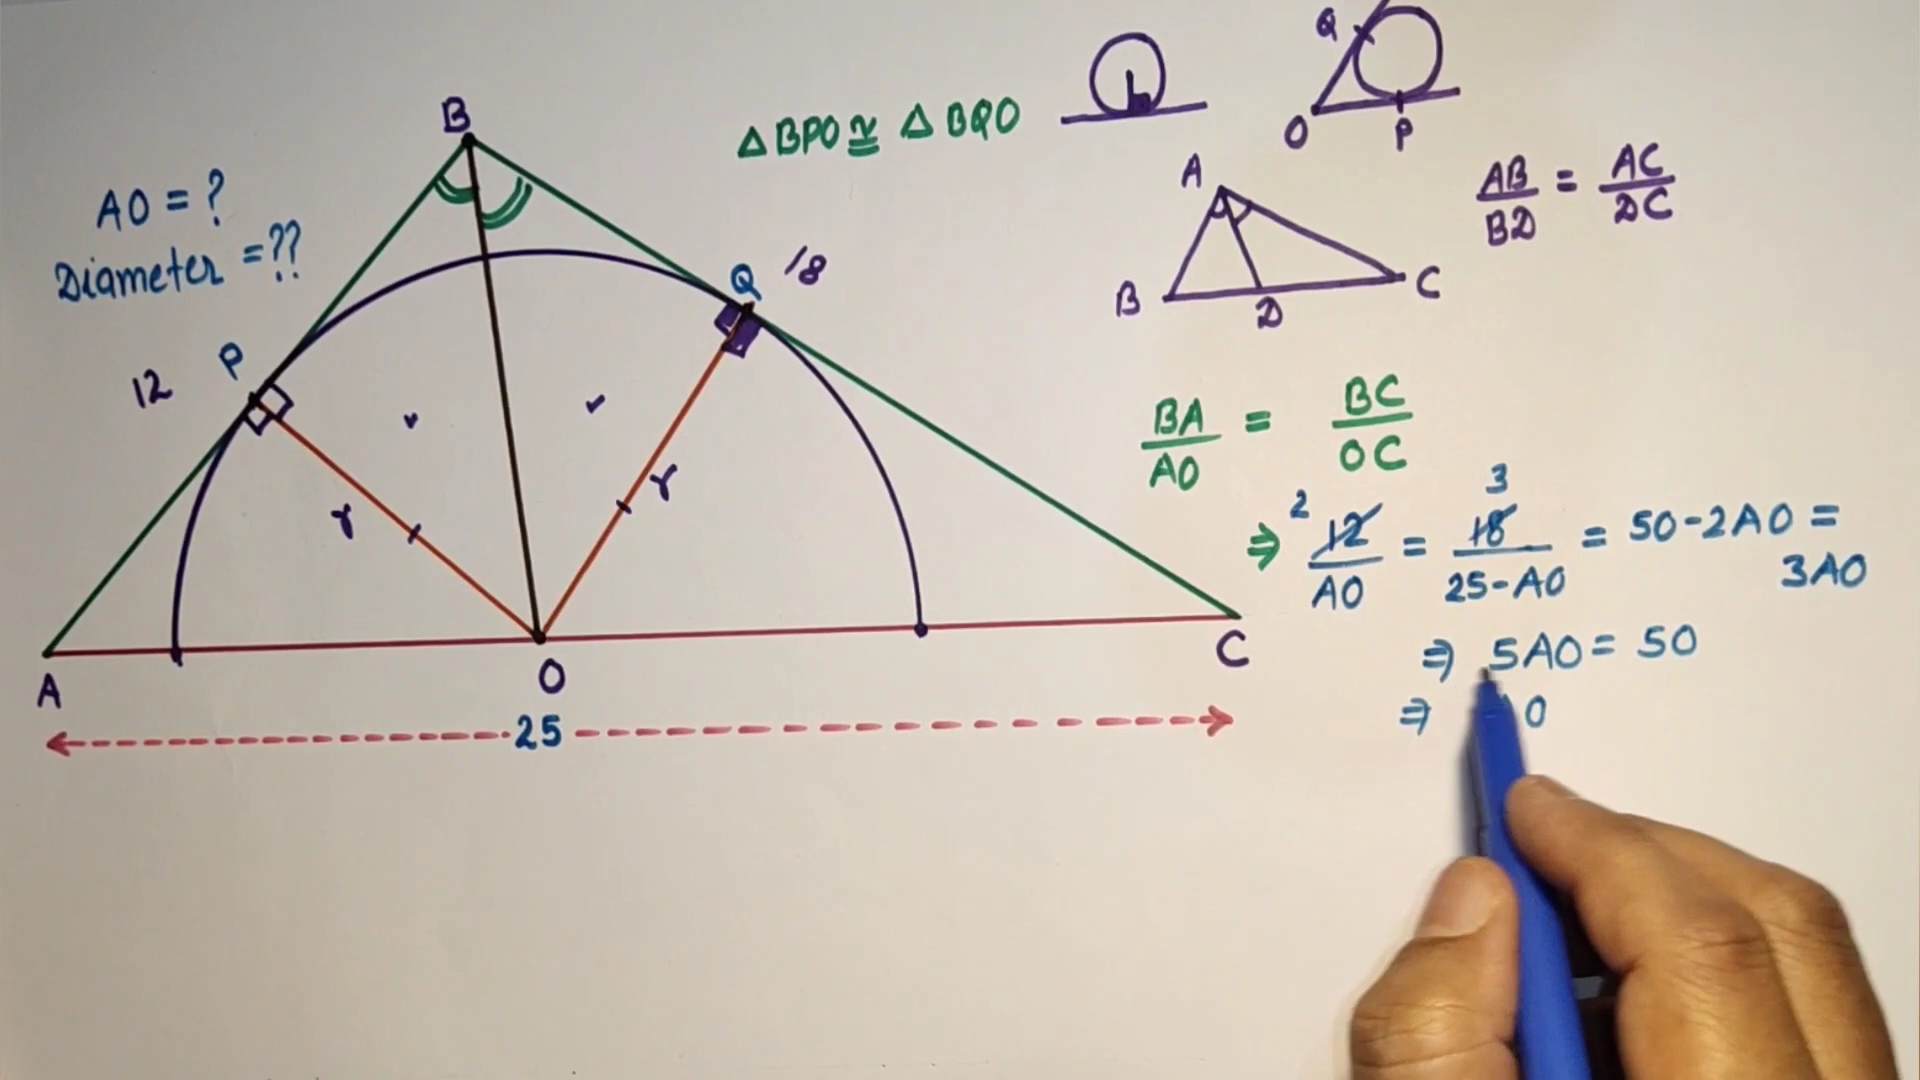 B
AO = ?
Diameter = ??
12
P
Q
18
r
r
A
O
C
25
△ BPO ≅ △ BQO
Q
O
P
A
B
D
C
AB/BD = AC/DC
BA/AO = BC/OC
⇒ 2 12/AO = 3 18/25-AO = 50-2AO =
3AO
⇒ 5AO = 50
⇒ O